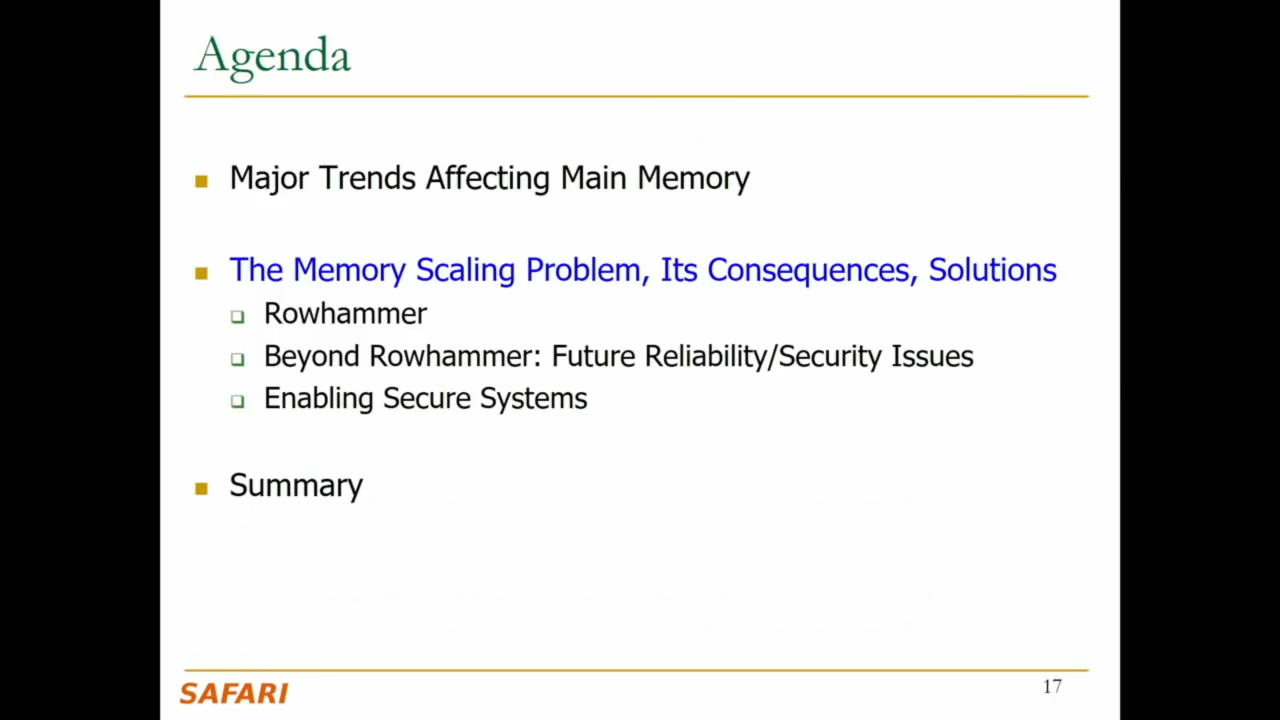 Agenda
Major Trends Affecting Main Memory
The Memory Scaling Problem, Its Consequences, Solutions
Rowhammer
Beyond Rowhammer: Future Reliability/Security Issues
Enabling Secure Systems
Summary
SAFARI
17